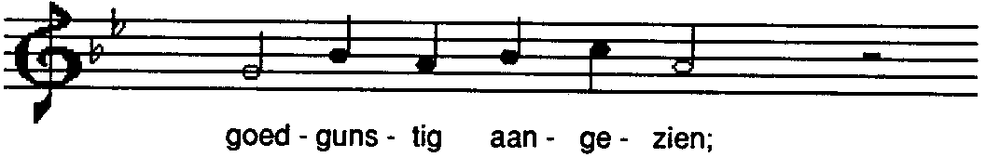 goed - guns - tig aan - ge - zien;